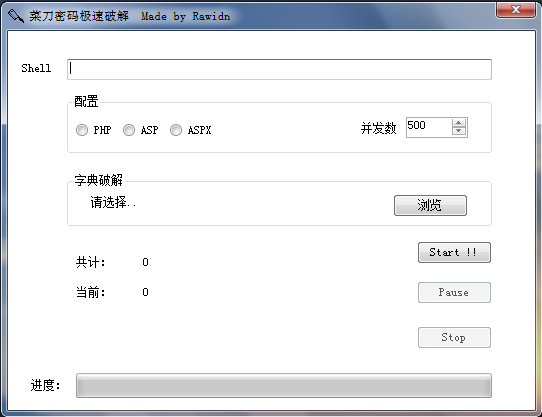 菜刀密码极速破解 Made by Rawidn
Shell
配置
PHP ASP ASPX 并发数 500
字典破解
请选择.. 浏览
共计: 0 Start !!
当前: 0 Pause
Stop
进度: